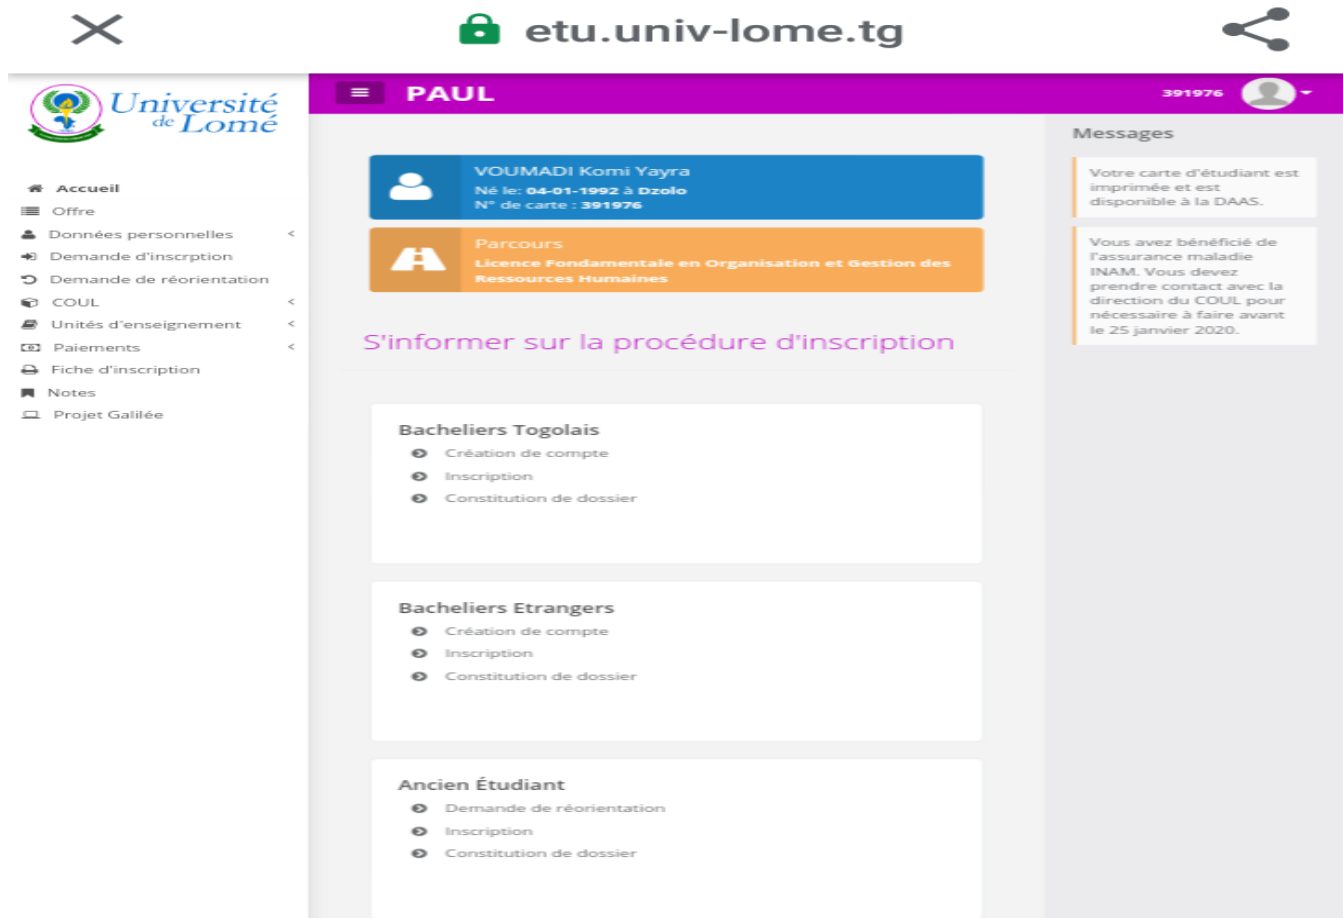 etu.univ-lome.tg
Université
de Lomé
PAUL
391976
Accueil
Offre
Données personnelles
Demande d'inscrption
Demande de réorientation
COUL
Unités d'enseignement
Paiements
Fiche d'inscription
Notes
Projet Galilée
VOUMADI Komi Yayra
Né le: 04-01-1992 à Dzolo
N° de carte : 391976
Parcours
Licence Fondamentale en Organisation et Gestion des
Ressources Humaines
S'informer sur la procédure d'inscription
Bacheliers Togolais
Création de compte
Inscription
Constitution de dossier
Bacheliers Etrangers
Création de compte
Inscription
Constitution de dossier
Ancien Étudiant
Demande de réorientation
Inscription
Constitution de dossier
Messages
Votre carte d'étudiant est
imprimée et est
disponible à la DAAS.
Vous avez bénéficié de
l'assurance maladie
INAM. Vous devez
prendre contact avec la
direction du COUL pour
nécessaire à faire avant
le 25 janvier 2020.